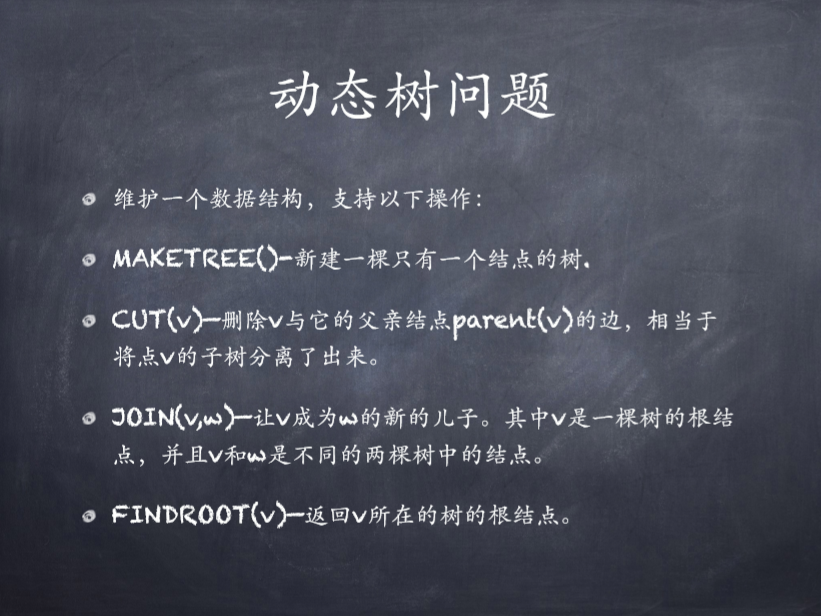 动态树问题
维护一个数据结构，支持以下操作：
MAKETREE()-新建一棵只有一个结点的树.
CUT(v)—删除v与它的父亲结点parent(v)的边，相当于
将点v的子树分离了出来。
JOIN(v,w)—让v成为w的新的儿子。其中v是一棵树的根结
点，并且v和w是不同的两棵树中的结点。
FINDROOT(v)—返回v所在的树的根结点。